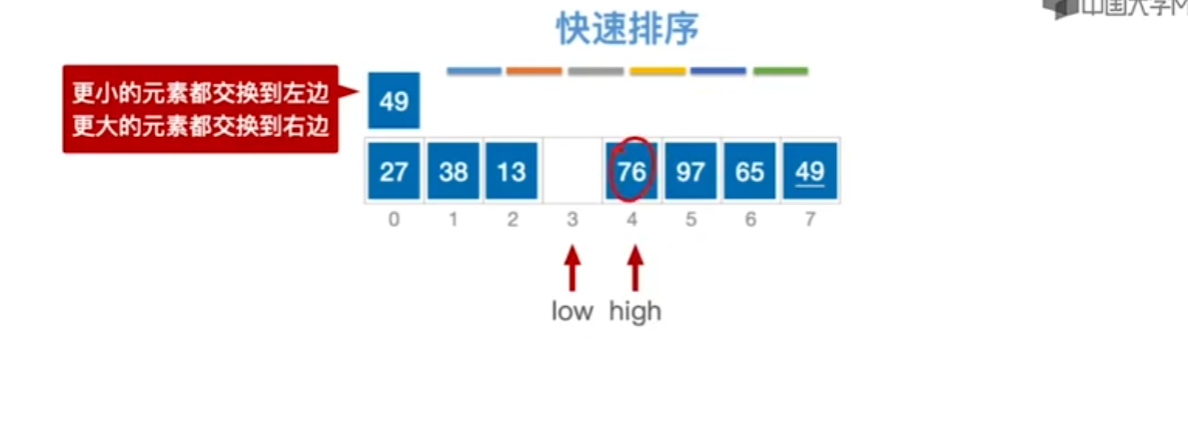 中国大学M
快速排序
更小的元素都交换到左边
更大的元素都交换到右边
49
27 38 13 76 97 65 49
0 1 2 3 4 5 6 7
low high